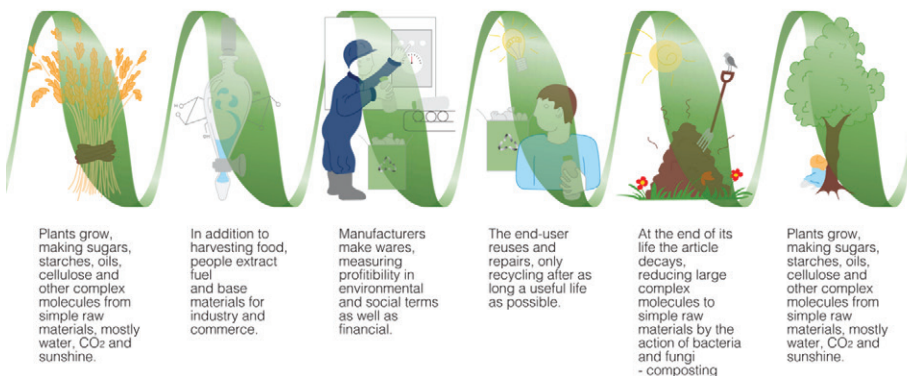 Plants grow,
making sugars,
starches, oils,
cellulose and
other complex
molecules from
simple raw
materials, mostly
water, CO2 and
sunshine.
In addition to
harvesting food,
people extract
fuel
and base
materials for
industry and
commerce.
Manufacturers
make wares,
measuring
profitibility in
environmental
and social terms
as well as
financial.
The end-user
reuses and
repairs, only
recycling after as
long a useful life
as possible.
At the end of its
life the article
decays,
reducing large
complex
molecules to
simple raw
materials by the
action of bacteria
and fungi
- composting
Plants grow,
making sugars,
starches, oils,
cellulose and
other complex
molecules from
simple raw
materials, mostly
water, CO2 and
sunshine.